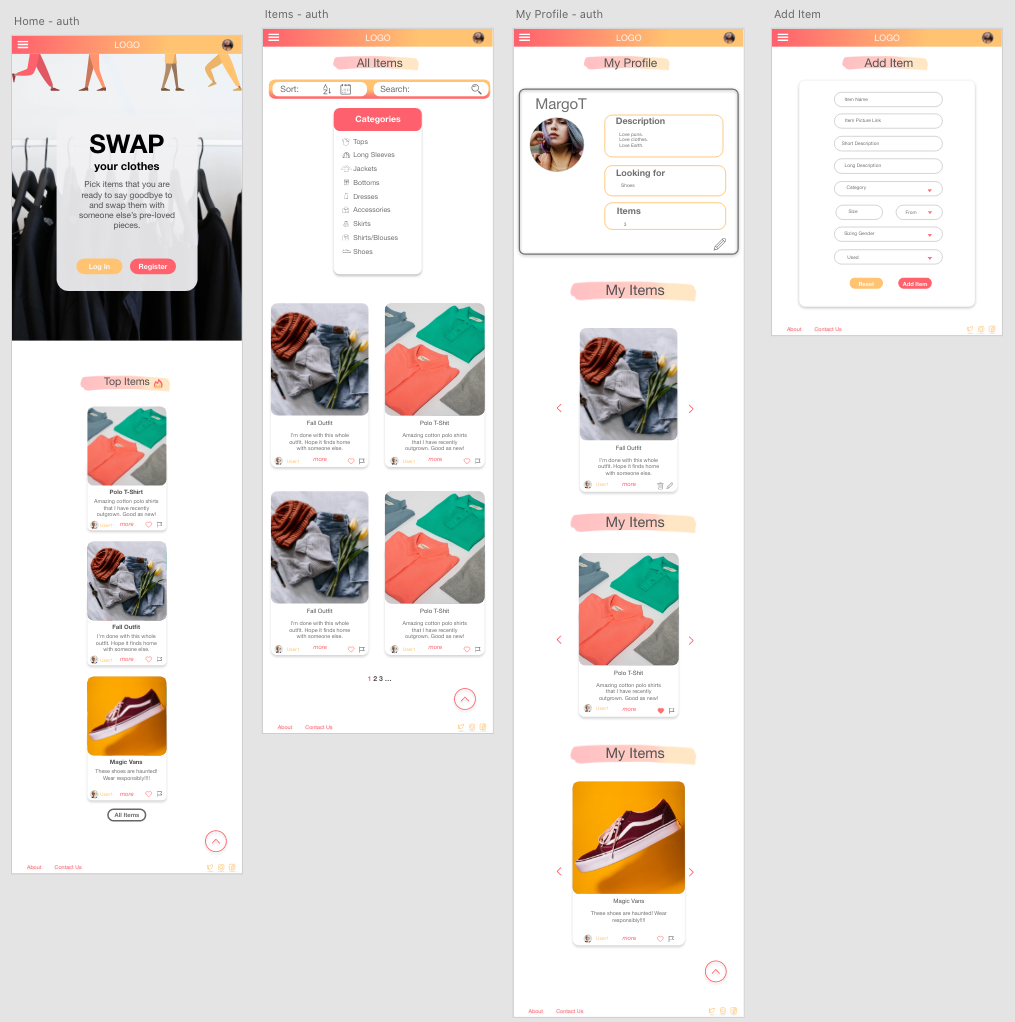 Home - auth
LOGO
SWAP
your clothes
Pick items that you are
ready to say goodbye to
and swap them with
someone else's pre-loved
pieces.
Log In
Register
Top Items
Polo T-Shirt
Amazing cotton polo shirts
that I have recently
outgrown. Good as new!
more
Fall Outfit
I'm done with this whole
outfit. Hope it finds home
with someone else.
more
Magic Vans
These shoes are haunted!
Wear responsibly!!!!
more
All Items
About
Contact Us
Items - auth
LOGO
All Items
Sort:
Search:
Categories
Tops
Long Sleeves
Jackets
Bottoms
Dresses
Accessories
Skirts
Shirts/Blouses
Shoes
Fall Outfit
I'm done with this whole
outfit. Hope it finds home
with someone else.
more
Polo T-Shit
Amazing cotton polo shirts
that I have recently
outgrown. Good as new!
more
Fall Outfit
I'm done with this whole
outfit. Hope it finds home
with someone else.
more
Polo T-Shit
Amazing cotton polo shirts
that I have recently
outgrown. Good as new!
more
1 2 3 ...
About
Contact Us
My Profile - auth
LOGO
My Profile
MargoT
Description
Love puns.
Love clothes.
Love Earth.
Looking for
Shoes
Items
3
My Items
Fall Outfit
I'm done with this whole
outfit. Hope it finds home
with someone else.
more
My Items
Polo T-Shit
Amazing cotton polo shirts
that I have recently
outgrown. Good as new!
more
My Items
Magic Vans
These shoes are haunted! Wear
responsibly!!!!
more
About
Contact Us
Add Item
LOGO
Add Item
Item Name
Item Picture Link
Short Description
Long Description
Category
Size
From
Sizing Gender
Used
Reset
Add Item
About
Contact Us